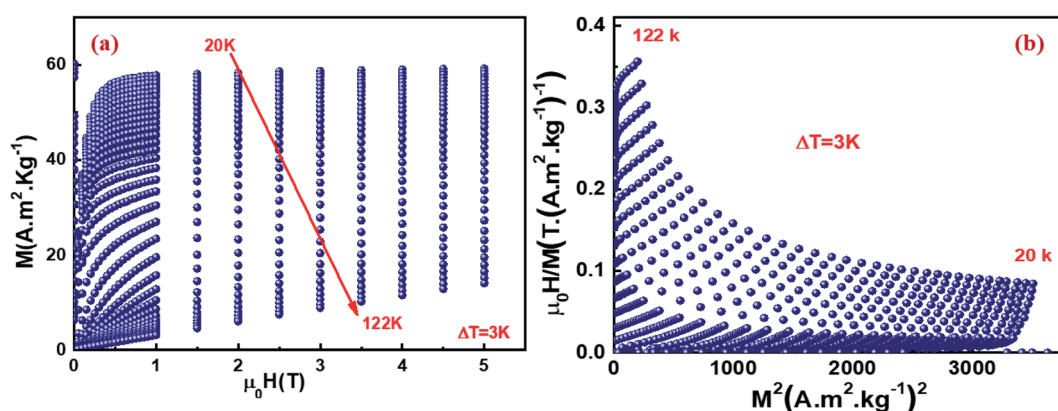 (a)
20K
122K
ΔT=3K
M(A.m².Kg⁻¹)
60
40
20
0
0 1 2 3 4 5
μ₀H(T)
(b)
122 k
ΔT=3K
20 k
μ₀H/M(T.(A.m².kg⁻¹)⁻¹
0.4
0.3
0.2
0.1
0.0
0 1000 2000 3000
M²(A.m².kg⁻¹)²